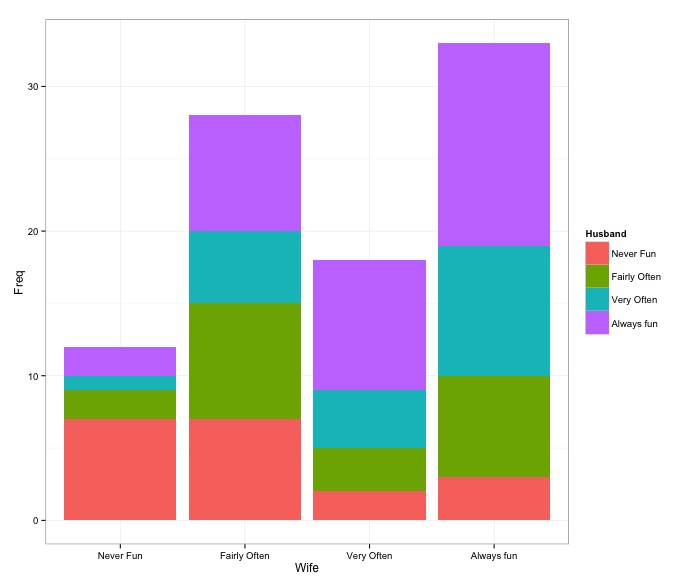 Freq
30
20
10
0
Never Fun
Fairly Often
Very Often
Always fun
Wife
Husband
Never Fun
Fairly Often
Very Often
Always fun